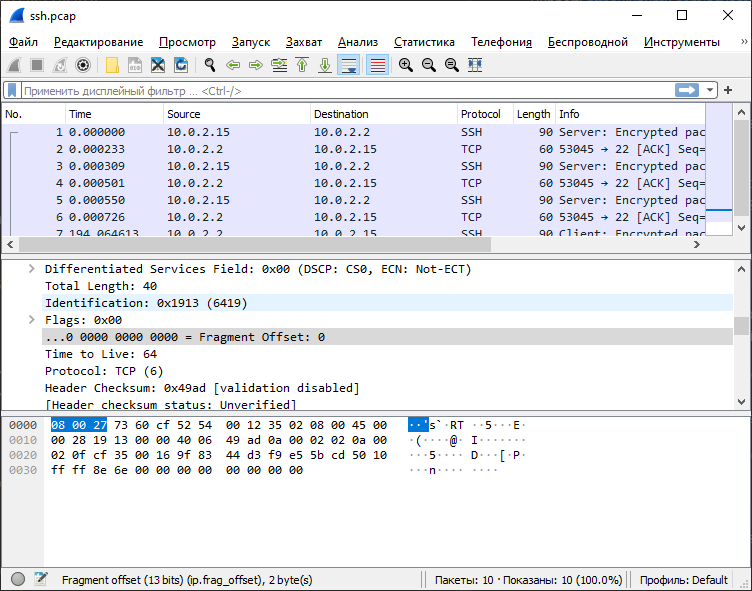 ssh.pcap
Файл Редактирование Просмотр Запуск Захват Анализ Статистика Телефония Беспроводной Инструменты »
Применить дисплейный фильтр … <Ctrl-/>
No. Time Source Destination Protocol Length Info
1 0.000000 10.0.2.15 10.0.2.2 SSH 90 Server: Encrypted pac
2 0.000233 10.0.2.2 10.0.2.15 TCP 60 53045 → 22 [ACK] Seq=
3 0.000309 10.0.2.15 10.0.2.2 SSH 90 Server: Encrypted pac
4 0.000501 10.0.2.2 10.0.2.15 TCP 60 53045 → 22 [ACK] Seq=
5 0.000550 10.0.2.15 10.0.2.2 SSH 90 Server: Encrypted pac
6 0.000726 10.0.2.2 10.0.2.15 TCP 60 53045 → 22 [ACK] Seq=
7 194.064613 10.0.2.2 10.0.2.15 SSH 90 Client: Encrypted pac
Differentiated Services Field: 0x00 (DSCP: CS0, ECN: Not-ECT)
Total Length: 40
Identification: 0x1913 (6419)
Flags: 0x00
...0 0000 0000 0000 = Fragment Offset: 0
Time to Live: 64
Protocol: TCP (6)
Header Checksum: 0x49ad [validation disabled]
[Header checksum status: Unverified]
0000 08 00 27 73 60 cf 52 54 00 12 35 02 08 00 45 00 ··'s`·RT ··5···E·
0010 00 28 19 13 00 00 40 06 49 ad 0a 00 02 02 0a 00 ·(····@· I·······
0020 02 0f cf 35 00 16 9f 83 44 d3 f9 e5 5b cd 50 10 ···5···· D···[·P·
0030 ff ff 8e 6e 00 00 00 00 00 00 00 00 ···n···· ····
Fragment offset (13 bits) (ip.frag_offset), 2 byte(s) Пакеты: 10 · Показаны: 10 (100.0%) Профиль: Default